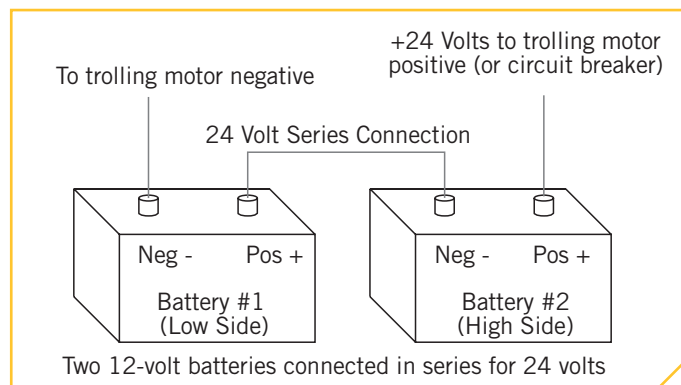 +24 Volts to trolling motor
positive (or circuit breaker)
To trolling motor negative
24 Volt Series Connection
Neg - Pos +
Battery #1
(Low Side)
Neg - Pos +
Battery #2
(High Side)
Two 12-volt batteries connected in series for 24 volts